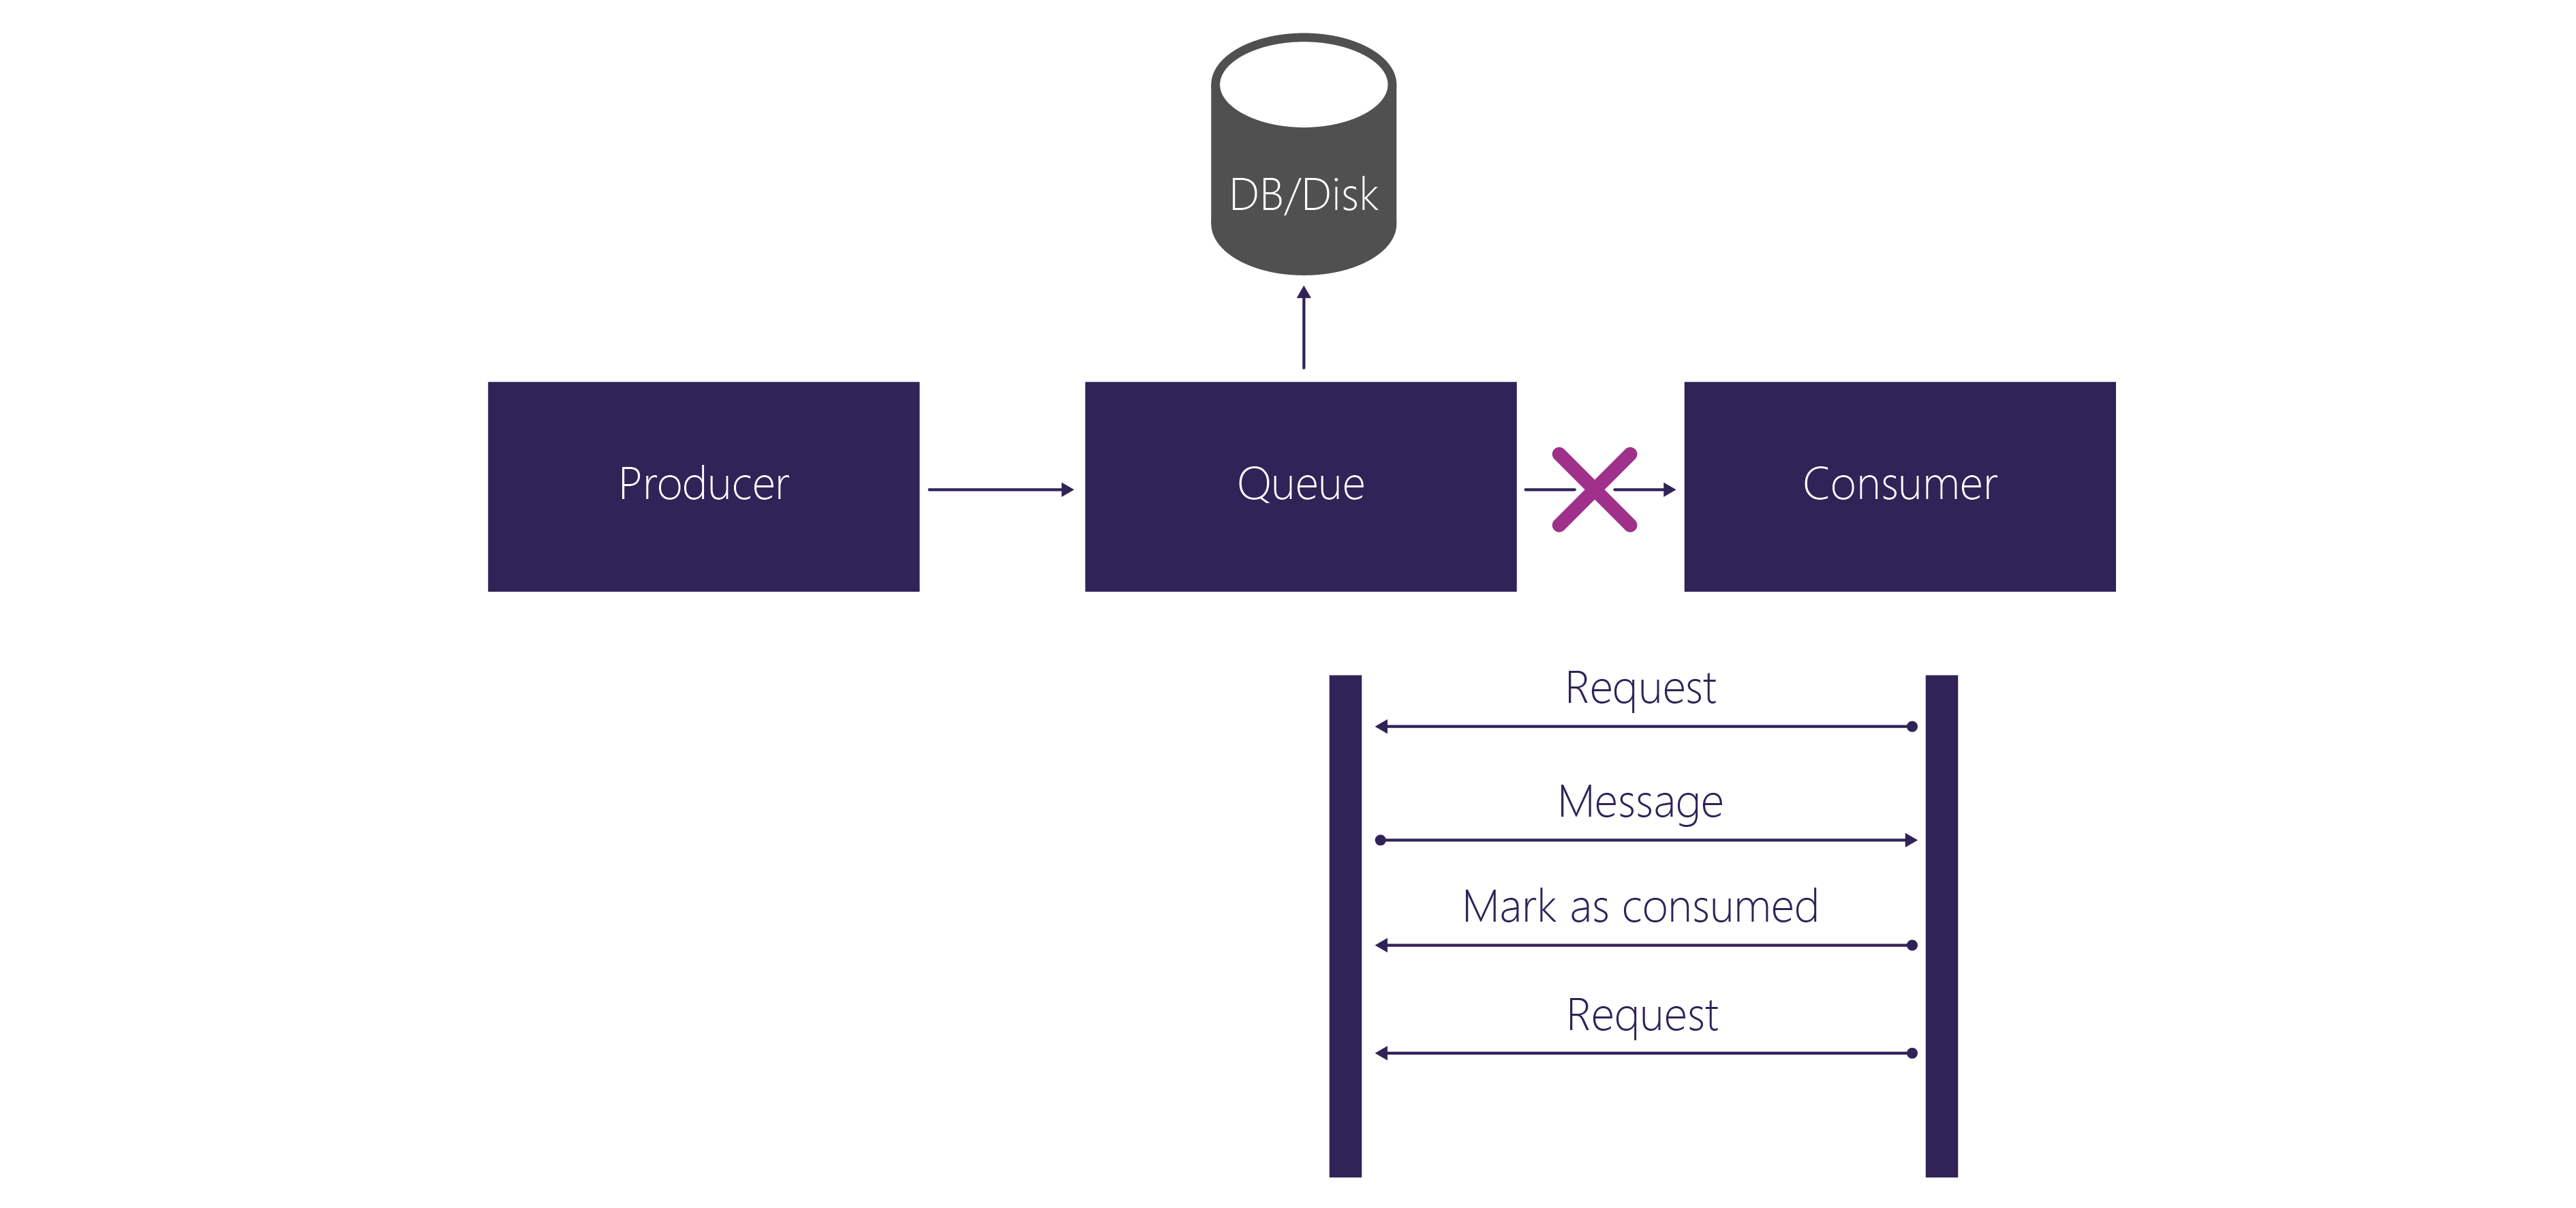 DB/Disk
Producer
Queue
Consumer
Request
Message
Mark as consumed
Request